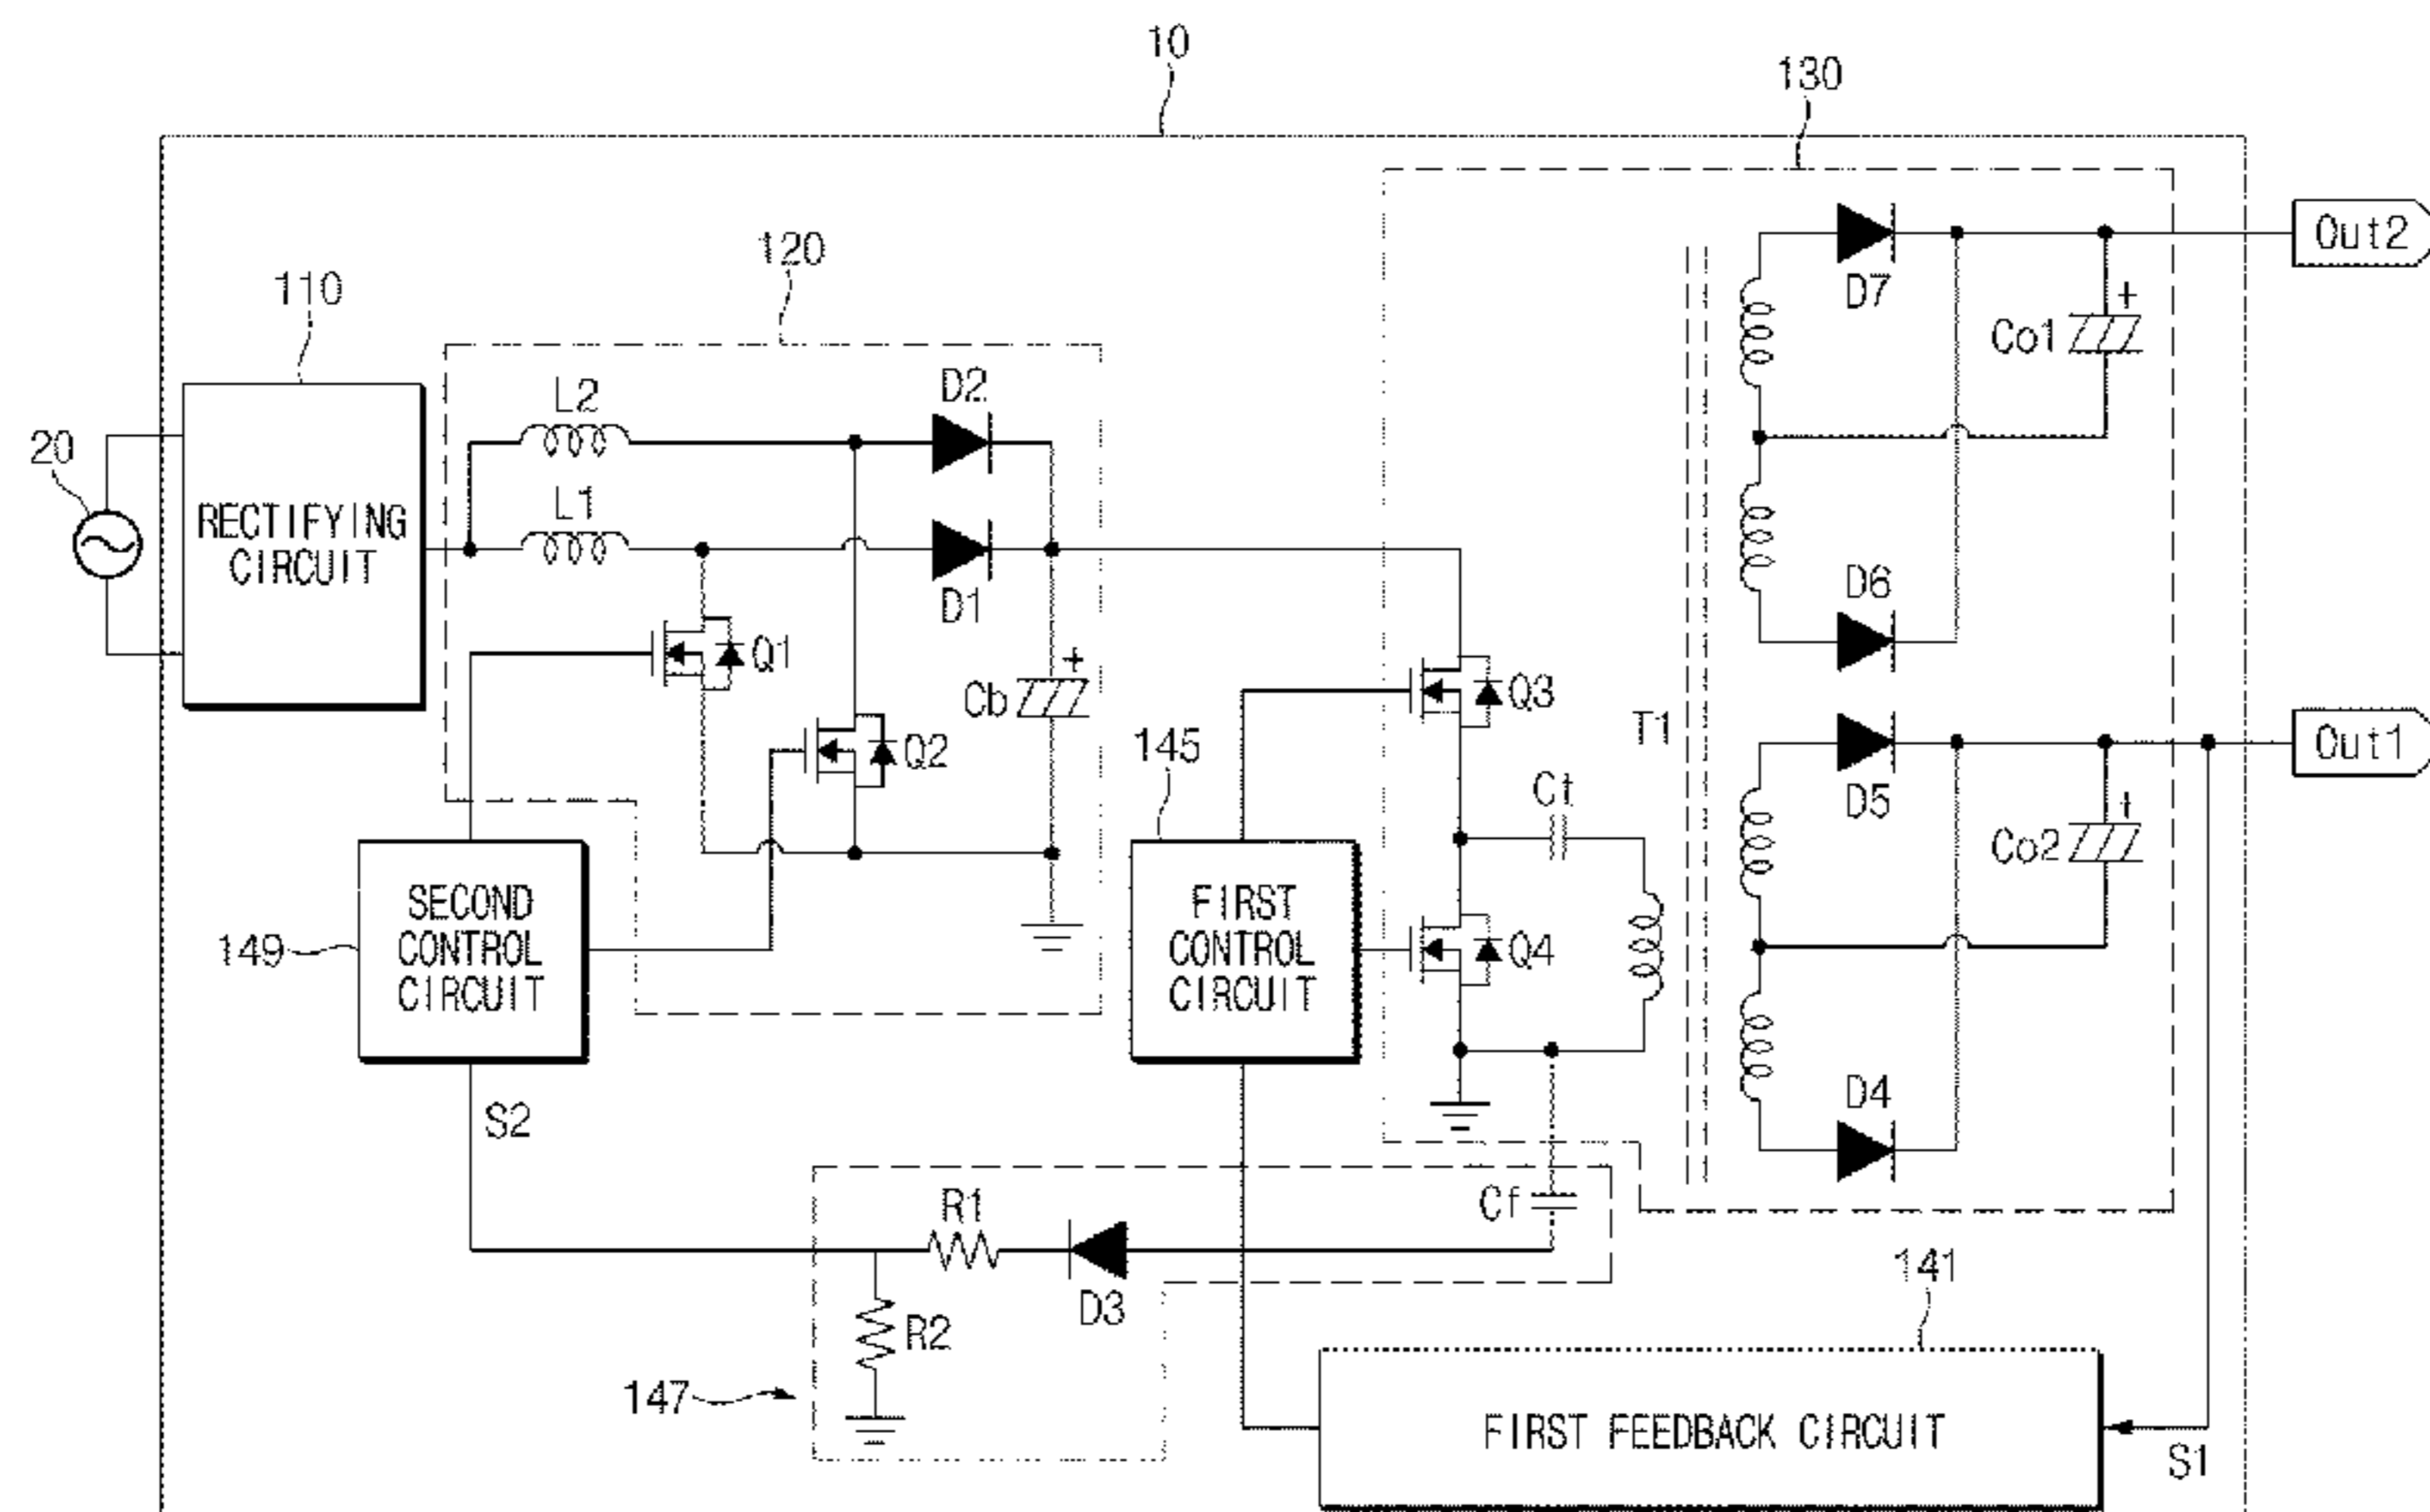 10
130
120
110
20
RECTIFYING
CIRCUIT
L2
D2
L1
D1
Q1
Q2
Cb
+
149
SECOND
CONTROL
CIRCUIT
S2
145
FIRST
CONTROL
CIRCUIT
Q3
Q4
Ct
T1
D7
Co1
+
Out2
D6
D5
Co2
+
Out1
D4
Cf
R1
D3
R2
147
141
FIRST FEEDBACK CIRCUIT
S1